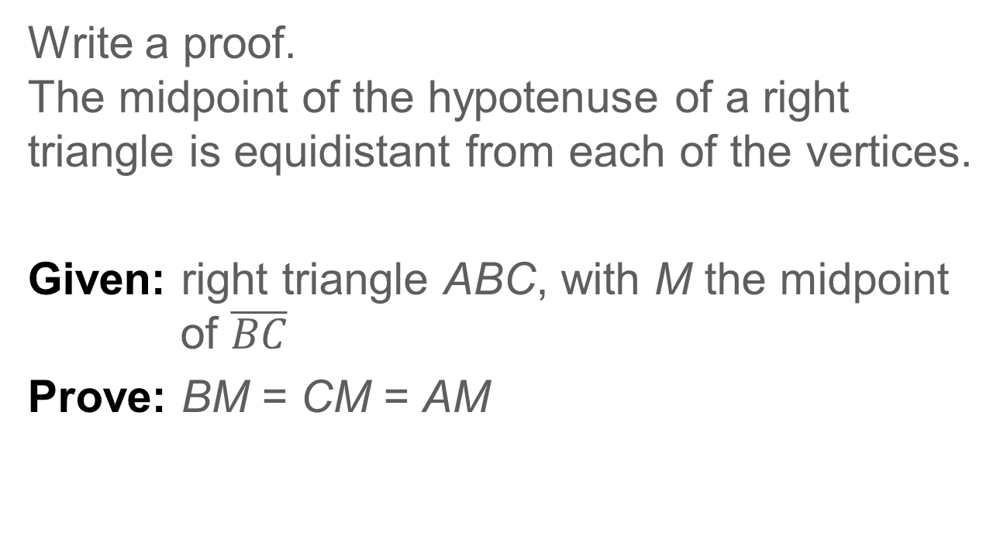 Write a proof.
The midpoint of the hypotenuse of a right
triangle is equidistant from each of the vertices.
Given: right triangle ABC, with M the midpoint
of $\overline{BC}$
Prove: BM = CM = AM